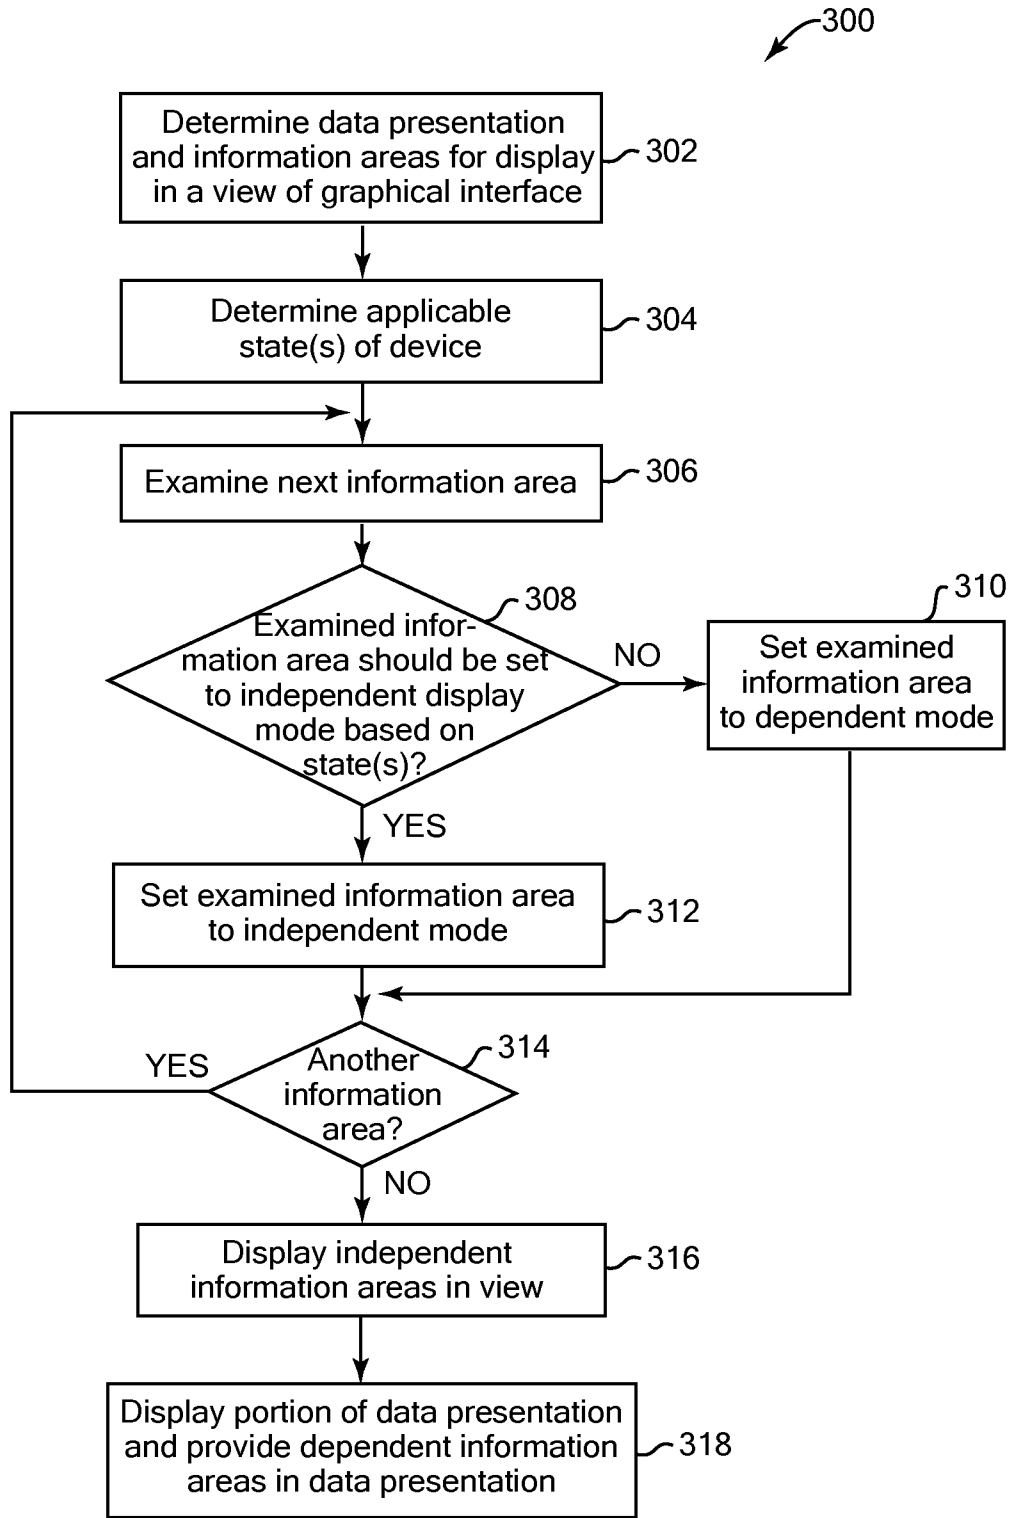 300
Determine data presentation
and information areas for display
in a view of graphical interface
302
Determine applicable
state(s) of device
304
Examine next information area
306
308
Examined infor-
mation area should be set
to independent display
mode based on
state(s)?
NO
310
Set examined
information area
to dependent mode
YES
Set examined information area
to independent mode
312
YES
Another
information
area?
314
NO
Display independent
information areas in view
316
Display portion of data presentation
and provide dependent information
areas in data presentation
318